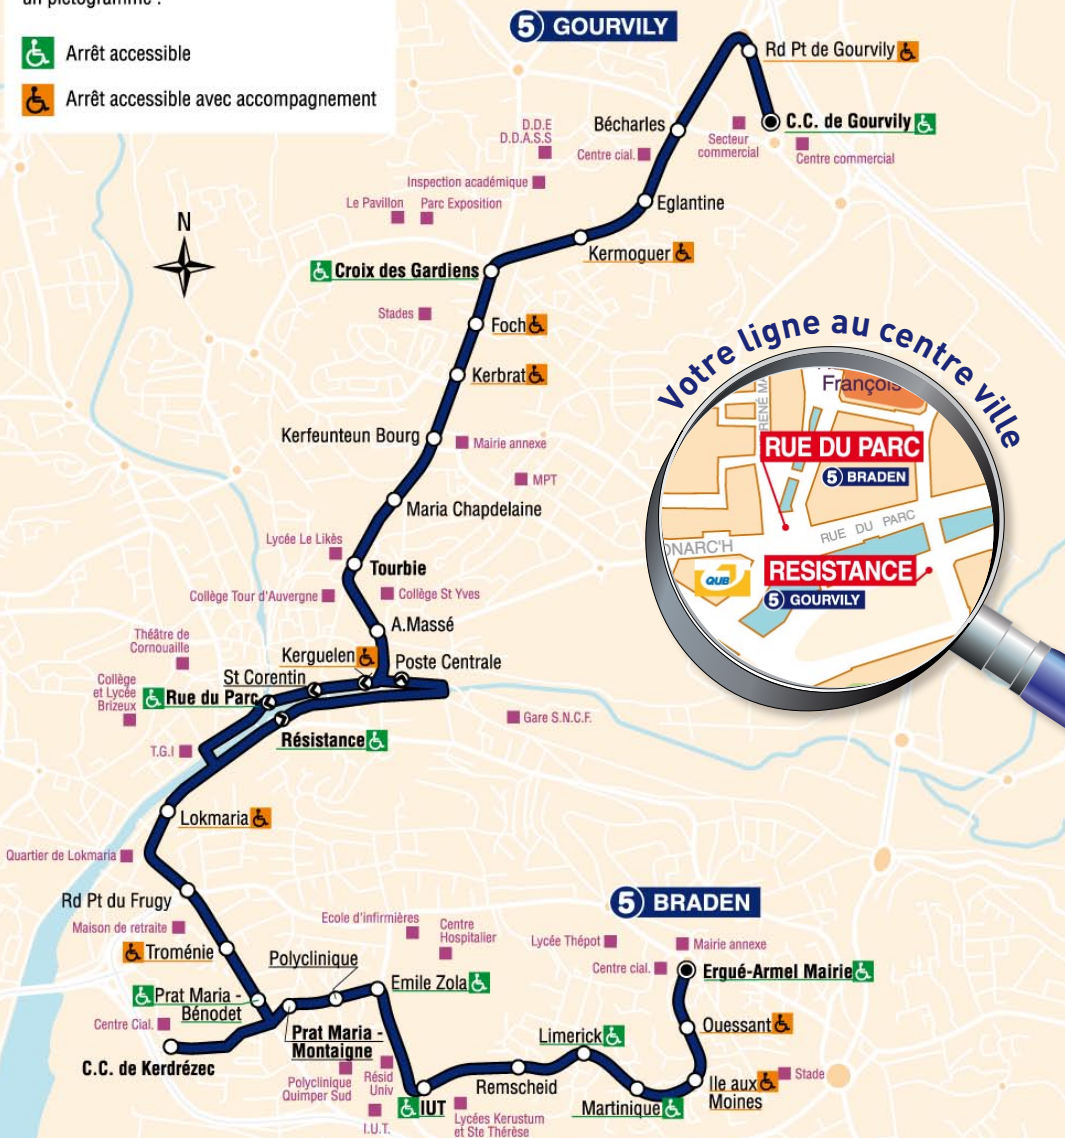 Arrêt accessible
Arrêt accessible avec accompagnement
5 GOURVILY
Rd Pt de Gourvily
C.C. de Gourvily
Bécharles
D.D.E
D.D.A.S.S
Centre cial.
Secteur
commercial
Centre commercial
Inspection académique
Le Pavillon
Parc Exposition
Eglantine
N
Kermoguer
Croix des Gardiens
Stades
Foch
Kerbrat
Votre ligne au centre ville
François
RENÉ
RUE DU PARC
5 BRADEN
RUE DU PARC
QUB
RESISTANCE
5 GOURVILY
Kerfeunteun Bourg
Mairie annexe
MPT
Maria Chapdelaine
Lycée Le Likès
Tourbie
Collège Tour d'Auvergne
Collège St Yves
A.Massé
Théâtre de
Cornouaille
Kerguelen
Poste Centrale
St Corentin
Collège
et Lycée
Brizeux
Rue du Parc
Gare S.N.C.F.
Résistance
T.G.I
Lokmaria
Quartier de Lokmaria
Rd Pt du Frugy
5 BRADEN
Maison de retraite
Ecole d'infirmières
Centre
Hospitalier
Lycée Thépot
Mairie annexe
Troménie
Polyclinique
Centre cial.
Ergué-Armel Mairie
Emile Zola
Prat Maria -
Bénodet
Centre Cial.
Ouessant
Prat Maria -
Montaigne
Limerick
C.C. de Kerdrézec
Polyclinique
Quimper Sud
Résid
Univ
Remscheid
Ile aux
Moines
Stade
IUT
Martinique
I.U.T.
Lycées Kerustum
et Ste Thérèse